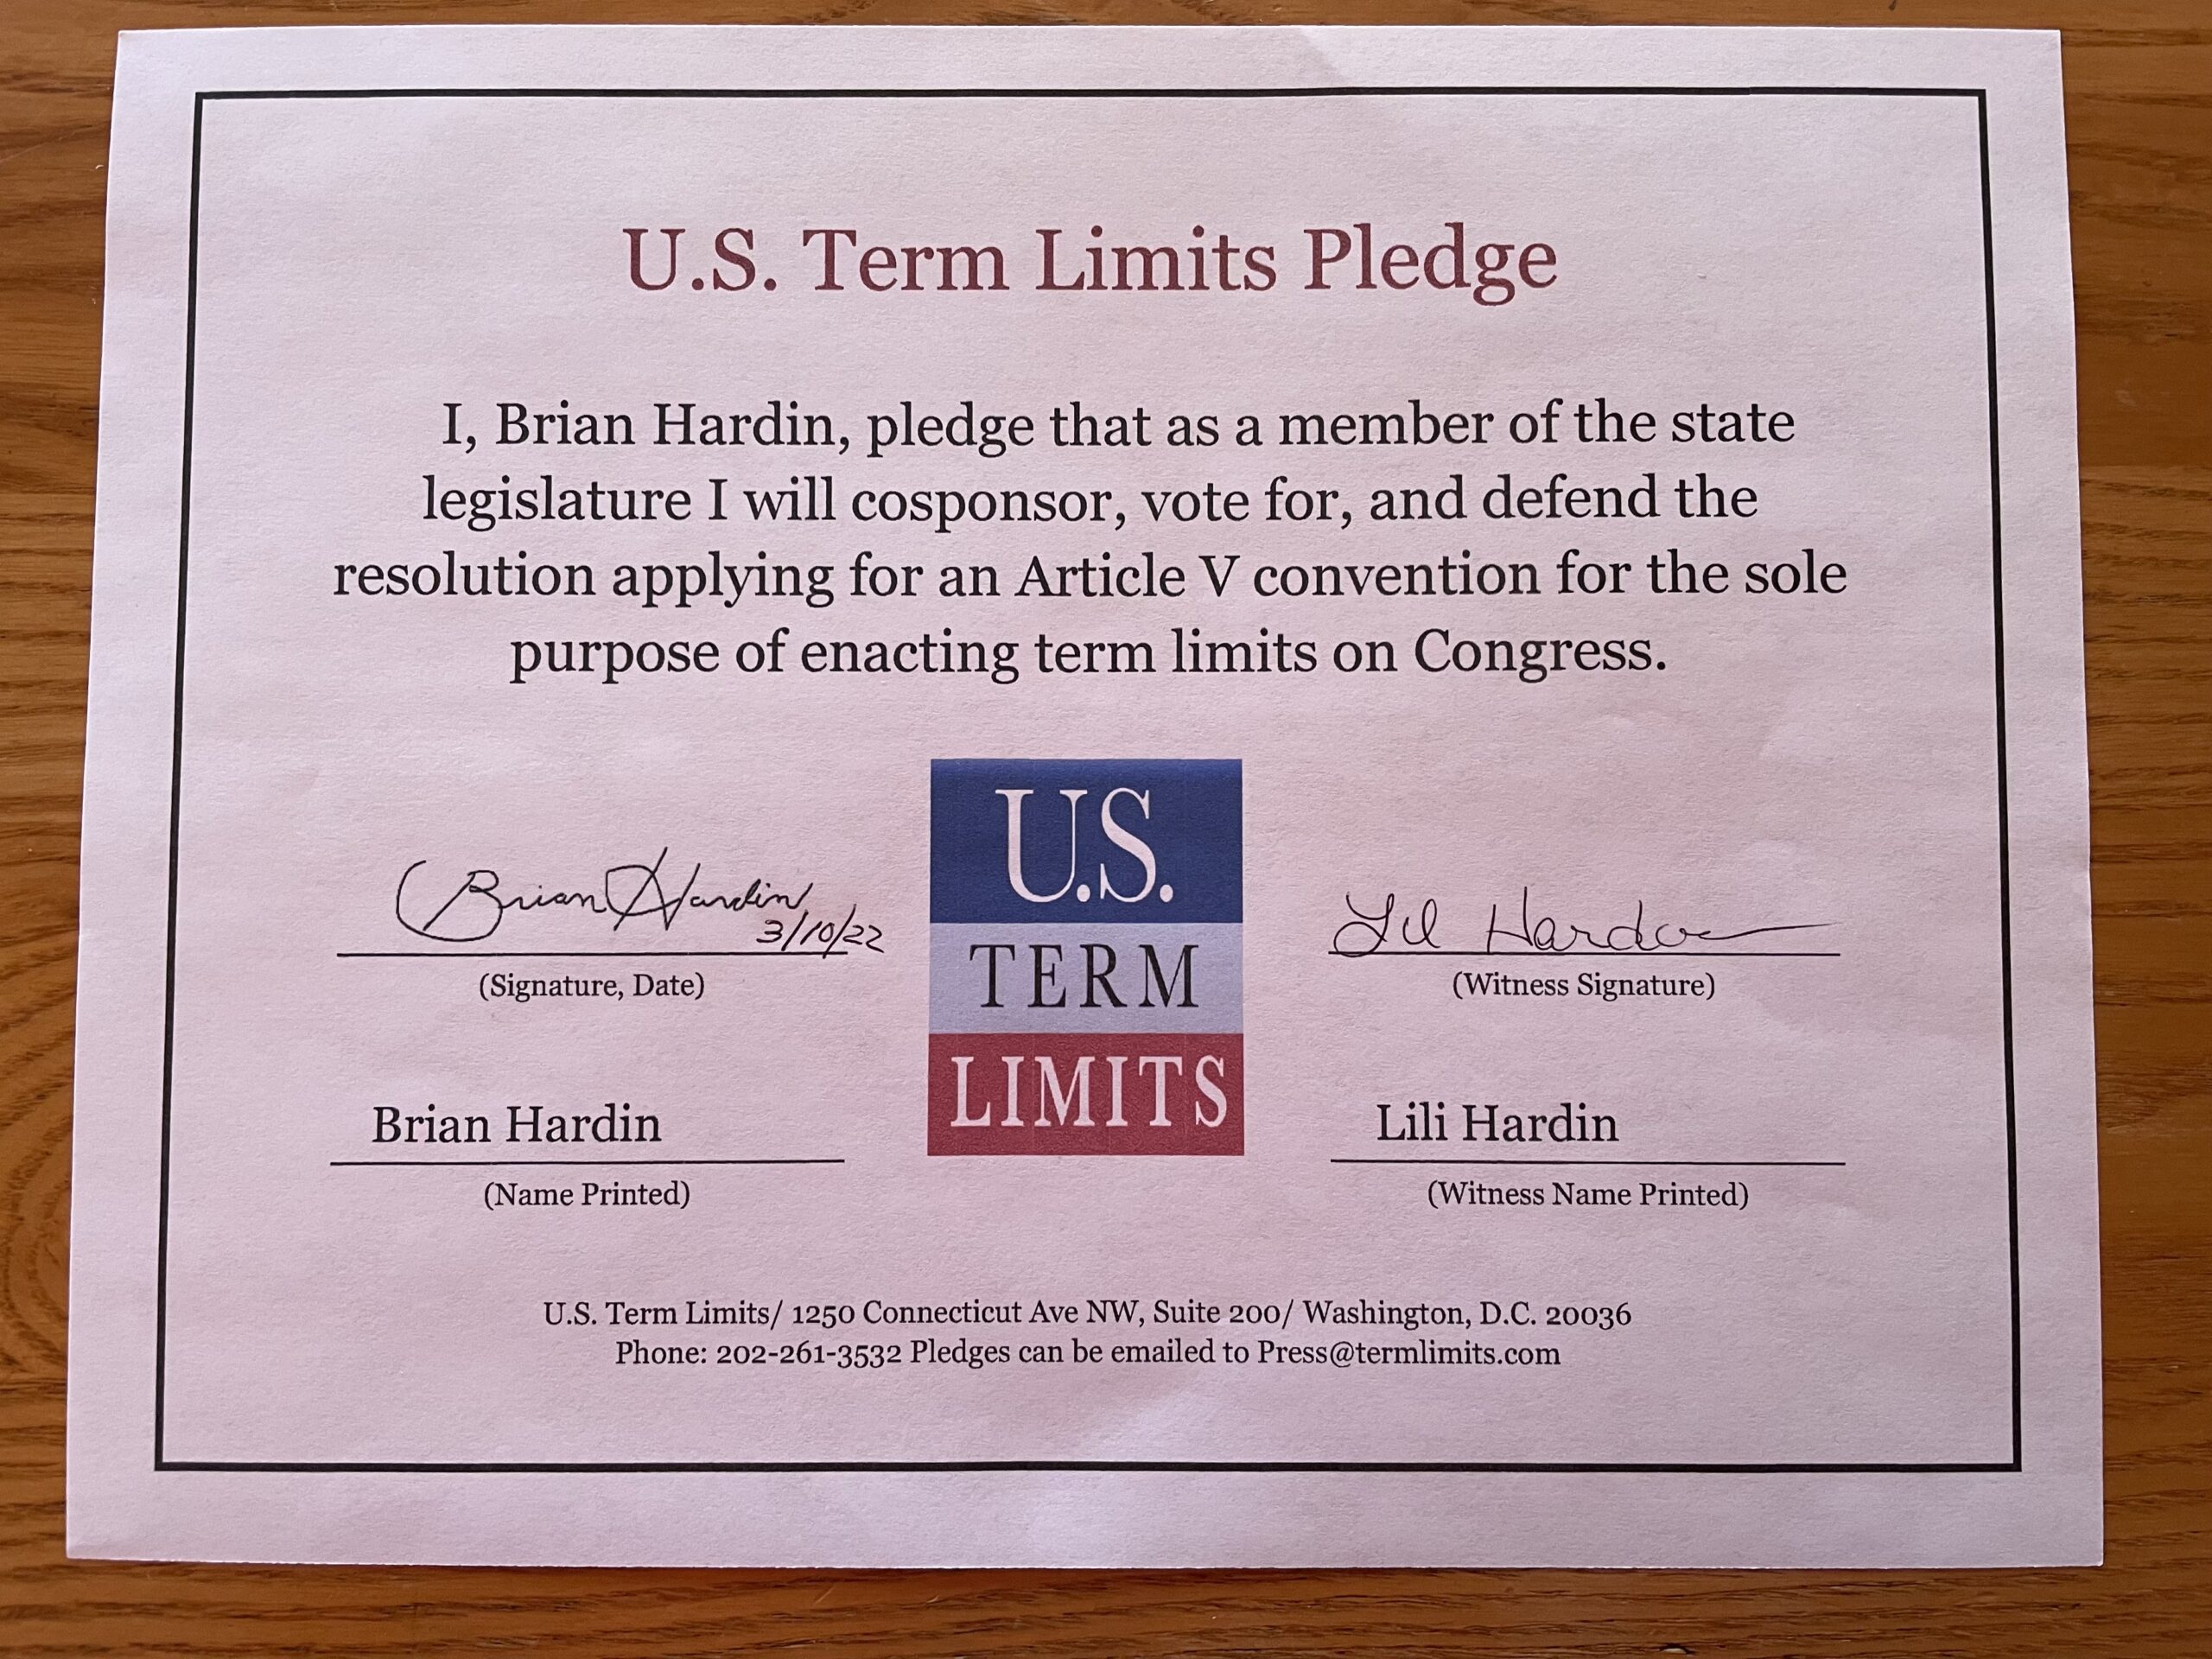 U.S. Term Limits Pledge
I, Brian Hardin, pledge that as a member of the state
legislature I will cosponsor, vote for, and defend the
resolution applying for an Article V convention for the sole
purpose of enacting term limits on Congress.
Brian Hardin
3/10/22
(Signature, Date)
U.S.
TERM
LIMITS
Lili Hardin
(Witness Signature)
Brian Hardin
(Name Printed)
Lili Hardin
(Witness Name Printed)
U.S. Term Limits/ 1250 Connecticut Ave NW, Suite 200/ Washington, D.C. 20036
Phone: 202-261-3532 Pledges can be emailed to Press@termlimits.com